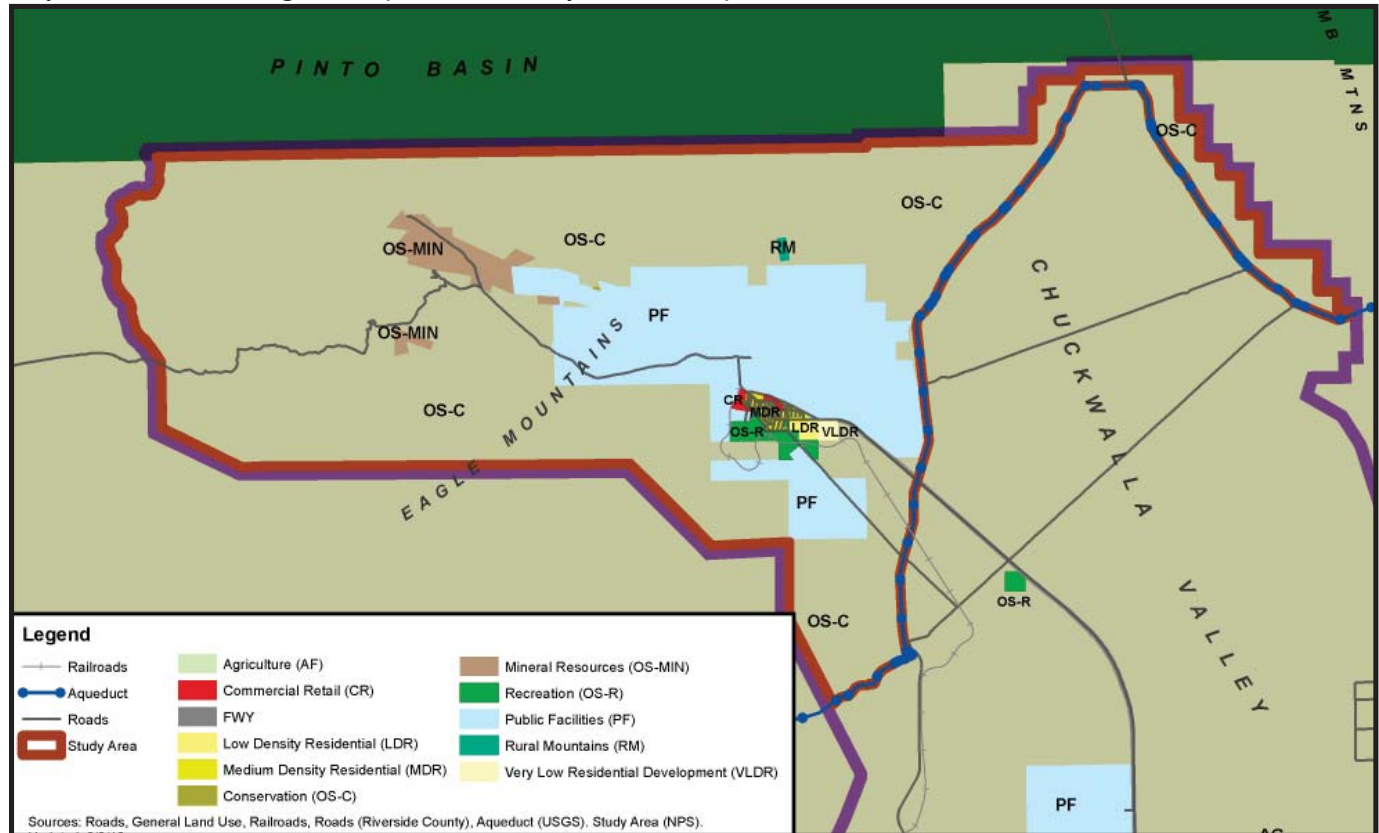 PINTO BASIN
MB MTNS
OS-C
OS-C
OS-MIN
OS-C
RM
CHUCKWALLA VALLEY
PF
OS-MIN
EAGLE MOUNTAINS
OS-C
CR
MDR
OS-R
LDR
VLDR
PF
OS-R
OS-C
PF
Legend
Railroads
Aqueduct
Roads
Study Area
Agriculture (AF)
Commercial Retail (CR)
FWY
Low Density Residential (LDR)
Medium Density Residential (MDR)
Conservation (OS-C)
Mineral Resources (OS-MIN)
Recreation (OS-R)
Public Facilities (PF)
Rural Mountains (RM)
Very Low Residential Development (VLDR)
Sources: Roads, General Land Use, Railroads, Roads (Riverside County), Aqueduct (USGS). Study Area (NPS).